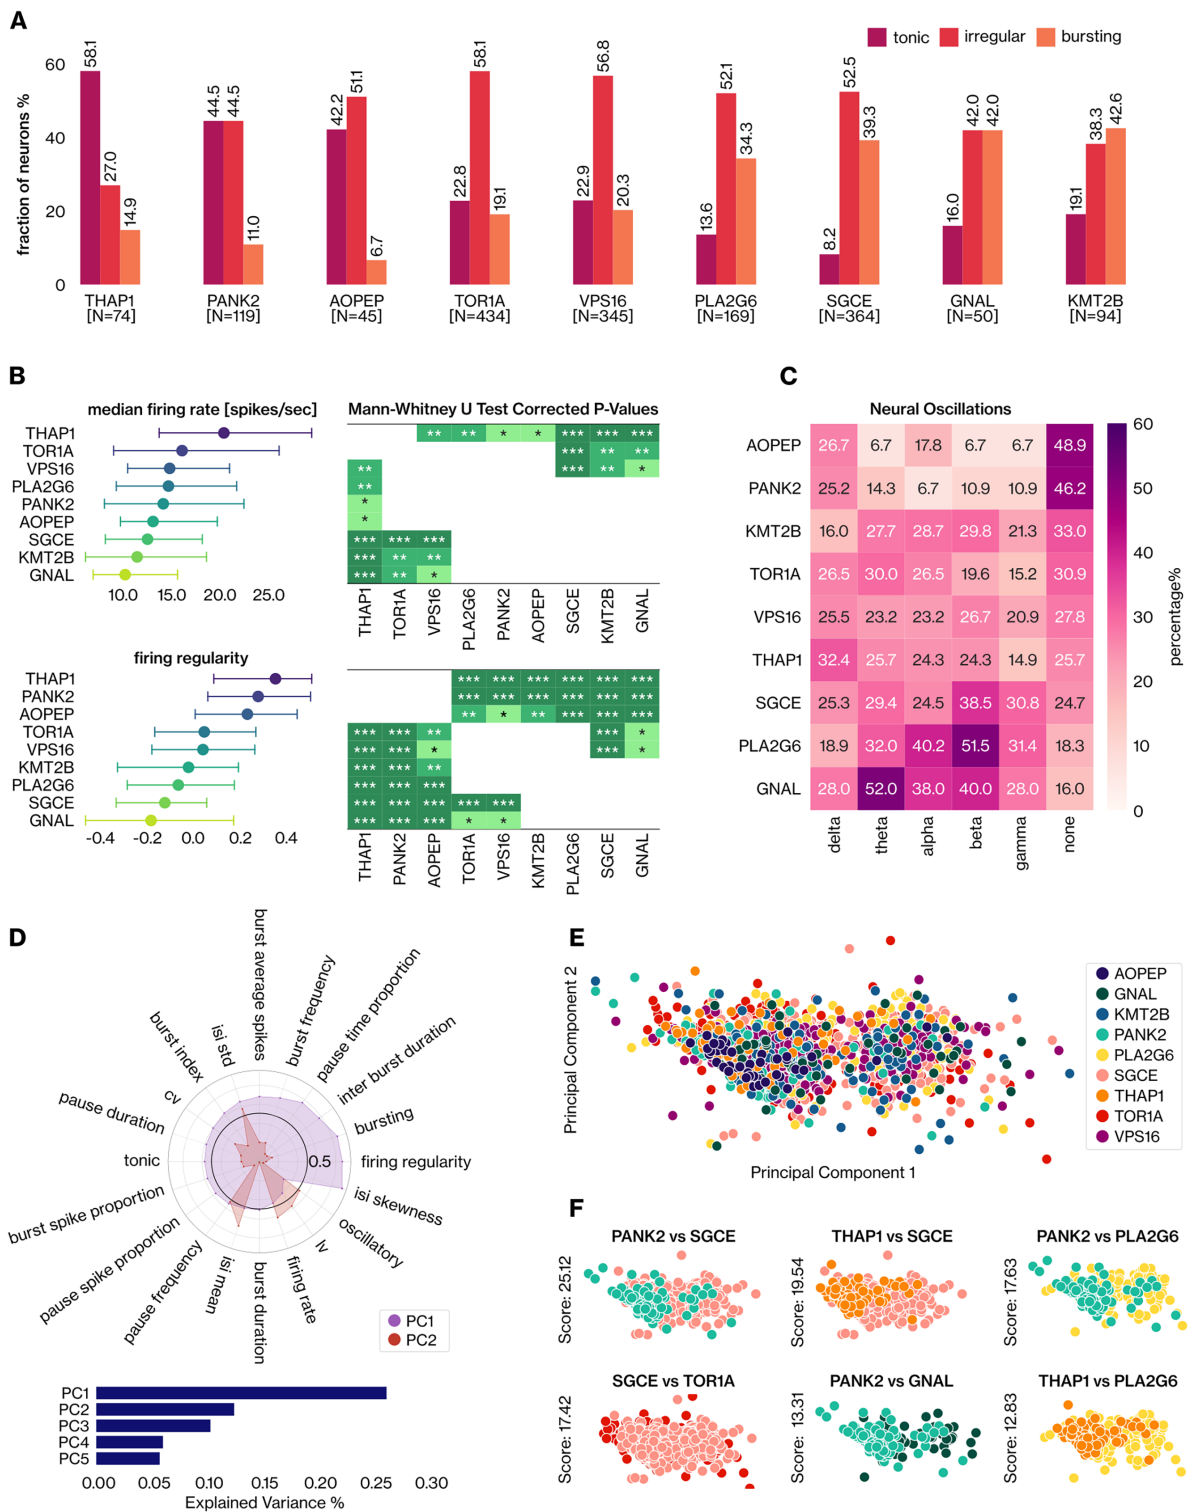 A
tonic irregular bursting
fraction of neurons %
60
40
20
0
58.1 27.0 14.9
44.5 44.5 11.0
42.2 51.1 6.7
22.8 58.1 19.1
22.9 56.8 20.3
13.6 52.1 34.3
8.2 52.5 39.3
16.0 42.0 42.0
19.1 38.3 42.6
THAP1 PANK2 AOPEP TOR1A VPS16 PLA2G6 SGCE GNAL KMT2B
[N=74] [N=119] [N=45] [N=434] [N=345] [N=169] [N=364] [N=50] [N=94]
B
median firing rate [spikes/sec]
THAP1
TOR1A
VPS16
PLA2G6
PANK2
AOPEP
SGCE
KMT2B
GNAL
10.0 15.0 20.0 25.0
Mann-Whitney U Test Corrected P-Values
** ** * * *** *** ***
*** ** **
** *** ** *
**
*
*
*** *** ***
*** ** **
*** ** *
THAP1 TOR1A VPS16 PLA2G6 PANK2 AOPEP SGCE KMT2B GNAL
firing regularity
THAP1
PANK2
AOPEP
TOR1A
VPS16
KMT2B
PLA2G6
SGCE
GNAL
-0.4 -0.2 0.0 0.2 0.4
*** *** *** *** *** ***
*** *** *** *** *** ***
** * ** *** *** ***
*** *** ** *** *
*** *** * *** *
*** *** **
*** *** ***
*** *** *** *** ***
*** *** *** * *
THAP1 PANK2 AOPEP TOR1A VPS16 KMT2B PLA2G6 SGCE GNAL
C
Neural Oscillations
AOPEP 26.7 6.7 17.8 6.7 6.7 48.9
PANK2 25.2 14.3 6.7 10.9 10.9 46.2
KMT2B 16.0 27.7 28.7 29.8 21.3 33.0
TOR1A 26.5 30.0 26.5 19.6 15.2 30.9
VPS16 25.5 23.2 23.2 26.7 20.9 27.8
THAP1 32.4 25.7 24.3 24.3 14.9 25.7
SGCE 25.3 29.4 24.5 38.5 30.8 24.7
PLA2G6 18.9 32.0 40.2 51.5 31.4 18.3
GNAL 28.0 52.0 38.0 40.0 28.0 16.0
delta theta alpha beta gamma none
60
50
40
30
20
10
0
percentage%
D
burst average spikes
burst frequency
pause time proportion
inter burst duration
bursting
firing regularity
isi skewness
oscillatory
lv
firing rate
burst duration
isi mean
pause frequency
pause spike proportion
burst spike proportion
tonic
pause duration
cv
burst index
isi std
0.5
PC1
PC2
PC1
PC2
PC3
PC4
PC5
0.00 0.05 0.10 0.15 0.20 0.25 0.30
Explained Variance %
E
Principal Component 2
Principal Component 1
AOPEP
GNAL
KMT2B
PANK2
PLA2G6
SGCE
THAP1
TOR1A
VPS16
F
PANK2 vs SGCE
Score: 25.12
THAP1 vs SGCE
Score: 19.54
PANK2 vs PLA2G6
Score: 17.63
SGCE vs TOR1A
Score: 17.42
PANK2 vs GNAL
Score: 13.31
THAP1 vs PLA2G6
Score: 12.83